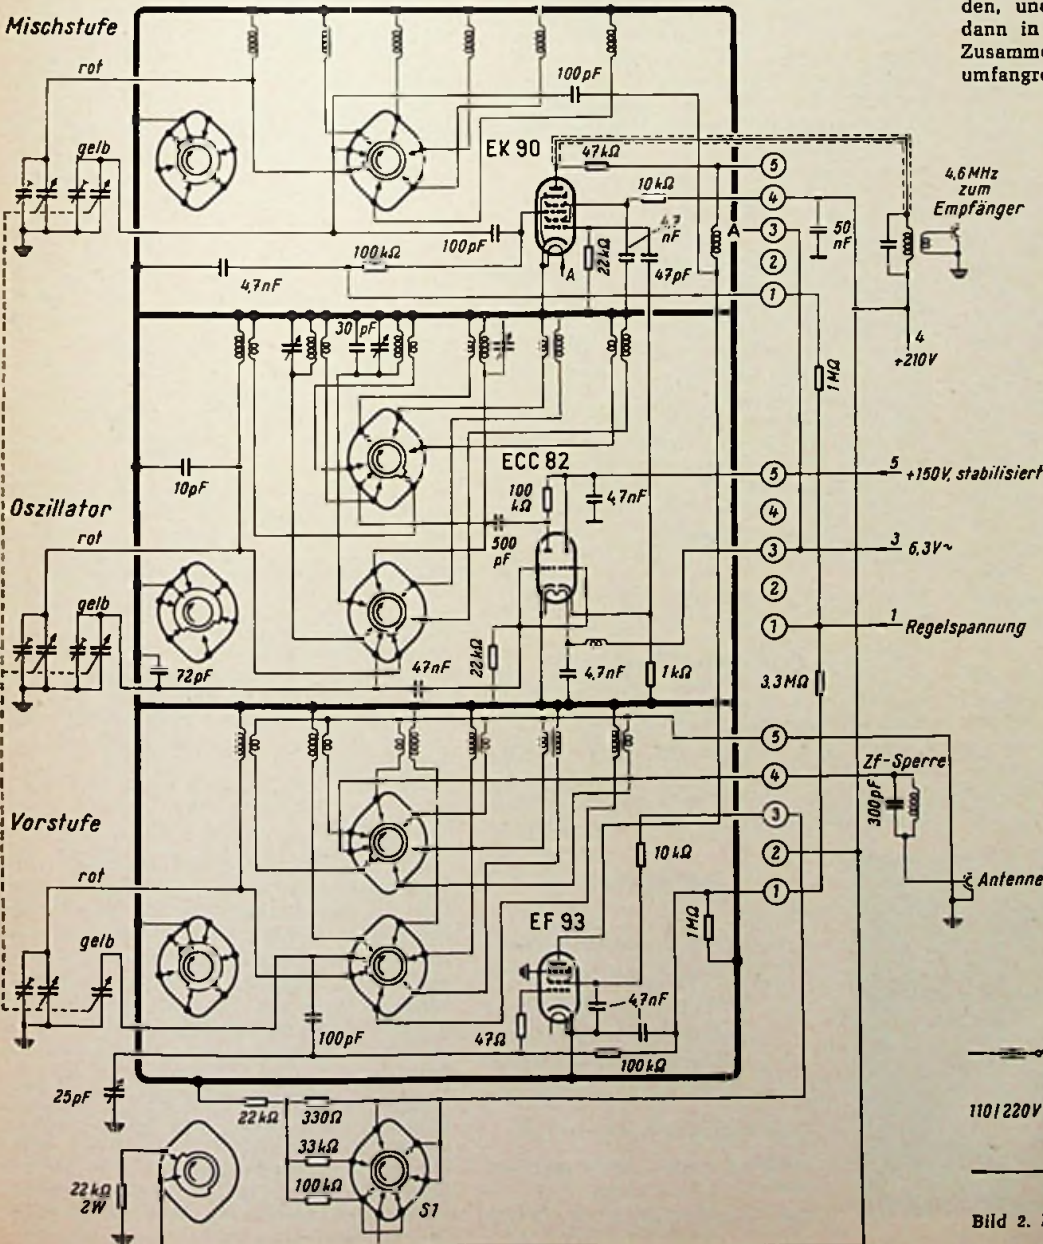 den, und
dann in
Zusamme
umfangre
Mischstufe
rot
100pF
gelb
EK 90
47kΩ
5
4,6 MHz
zum
Empfänger
10kΩ
4
4,7
nF
A
3
50
nF
100pF
100kΩ
22kΩ
2
A
47pF
4,7nF
1
30 pF
4
+210V
1MΩ
ECC 82
5
5
+150V, stabilisiert
100
kΩ
4,7nF
10pF
4
Oszillator
500
pF
rot
3
3
6,3V~
2
gelb
1
1
Regelspannung
22kΩ
72pF
47nF
4,7nF
1kΩ
3,3MΩ
5
Zf-Sperre
4
300pF
Vorstufe
3
10kΩ
2
rot
1
Antenne
EF 93
1MΩ
gelb
4,7nF
100pF
47Ω
100kΩ
25pF
22kΩ
330Ω
110/220V
33kΩ
22kΩ
2W
100kΩ
S1
Bild 2.